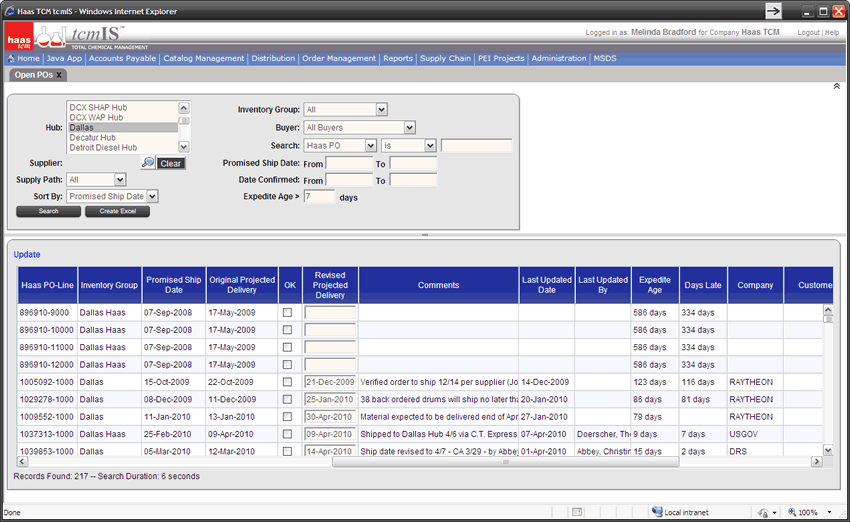 Haas TCM tcmIS - Windows Internet Explorer
haas tcm
tcmIS
TOTAL CHEMICAL MANAGEMENT
Logged in as: Melinda Bradford for Company Haas TCM
Logout | Help
Home | Java App | Accounts Payable | Catalog Management | Distribution | Order Management | Reports | Supply Chain | PEI Projects | Administration | MSDS
Open POs X
Hub:
DCX SHAP Hub
DCX WAP Hub
Dallas
Decatur Hub
Detroit Diesel Hub
Supplier: Clear
Supply Path: All
Sort By: Promised Ship Date
Search Create Excel
Inventory Group: All
Buyer: All Buyers
Search: Haas PO is
Promised Ship Date: From To
Date Confirmed: From To
Expedite Age > 7 days
Update
Haas PO-Line Inventory Group Promised Ship Date Original Projected Delivery OK Revised Projected Delivery Comments Last Updated Date Last Updated By Expedite Age Days Late Company Custome
896910-9000 Dallas Haas 07-Sep-2008 17-May-2009 586 days 334 days
896910-10000 Dallas Haas 07-Sep-2008 17-May-2009 586 days 334 days
896910-11000 Dallas Haas 07-Sep-2008 17-May-2009 586 days 334 days
896910-12000 Dallas Haas 07-Sep-2008 17-May-2009 586 days 334 days
1005092-1000 Dallas 15-Oct-2009 22-Oct-2009 21-Dec-2009 Verified order to ship 12/14 per supplier (Jo 14-Dec-2009 123 days 116 days RAYTHEON
1029278-1000 Dallas 08-Dec-2009 11-Dec-2009 25-Jan-2010 38 back ordered drums will ship no later tha 20-Jan-2010 86 days 81 days RAYTHEON
1009552-1000 Dallas 11-Jan-2010 13-Jan-2010 30-Apr-2010 Material expected to be delivered end of Apr 27-Jan-2010 79 days RAYTHEON
1037313-1000 Dallas Haas 25-Feb-2010 09-Apr-2010 09-Apr-2010 Shipped to Dallas Hub 4/6 via C.T. Express 07-Apr-2010 Doerscher, Tho 9 days 7 days USGOV
1039853-1000 Dallas 05-Mar-2010 12-Mar-2010 14-Apr-2010 Ship date revised to 4/7 - CA 3/29 - by Abbey 01-Apr-2010 Abbey, Christin 15 days 2 days DRS
Records Found: 217 -- Search Duration: 6 seconds
Done
Local intranet
100%